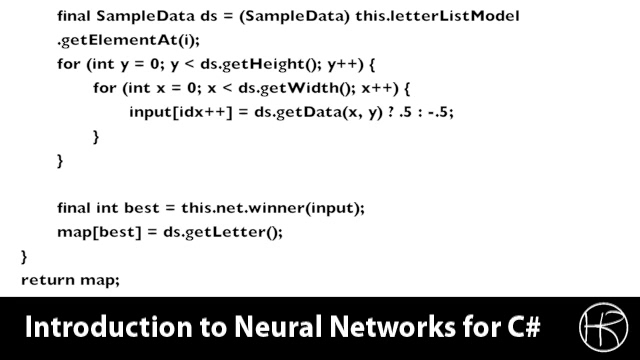 final SampleData ds = (SampleData) this.letterListModel
.getElementAt(i);
for (int y = 0; y < ds.getHeight(); y++) {
for (int x = 0; x < ds.getWidth(); x++) {
input[idx++] = ds.getData(x, y) ? .5 : -.5;
}
}
final int best = this.net.winner(input);
map[best] = ds.getLetter();
}
return map;
Introduction to Neural Networks for C#